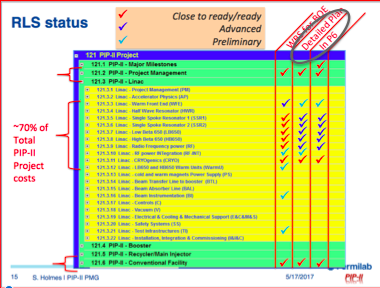 RLS status
Close to ready/ready
Advanced
Preliminary
WBS for BOE
Detailed Plan
In P6
121 PIP-II Project
121.1 PIP-II - Major Milestones
121.2 PIP-II - Project Management
121.3 PIP-II - Linac
121.3.1 Linac - Project Management (PM)
121.3.2 Linac - Accelerator Physics (AP)
121.3.3 Linac - Warm Front End (WFE)
121.3.4 Linac - Half Wave Resonator (HWR)
121.3.5 Linac - Single Spoke Resonator 1 (SSR1)
121.3.6 Linac - Single Spoke Resonator 2 (SSR2)
121.3.7 Linac - Low Beta 650 (LB650)
121.3.8 Linac - High Beta 650 (HB650)
121.3.9 Linac - Radio Frequency power (RF)
121.3.10 Linac - RF power INTegration (RF-INT)
121.3.11 Linac - CRYOgenics (CRYO)
121.3.12 Linac - LB650 and HB650 Warm Units (WarmU)
121.3.13 Linac - cold and warm magnets Power Supply (PS)
121.3.14 Linac - Beam Transfer Line to booster (BTL)
121.3.15 Linac - Beam Absorber Line (BAL)
121.3.16 Linac - Beam Instrumentation (BI)
121.3.17 Linac - Controls (C)
121.3.18 Linac - Vacuum (V)
121.3.19 Linac - Electrical & Cooling & Mechanical Support
121.3.20 Linac - Safety Systems (SS)
121.3.21 Linac - Test Infrastructures (TI)
121.3.22 Linac - Installation, Integration & Commissioning
121.4 PIP-II - Booster
121.5 PIP-II - Recycler/Main Injector
121.6 PIP-II - Conventional Facility
~70% of
Total
PIP-II
Project
costs
15 S. Holmes I PIP-II PMG
5/17/2017
PIP-II